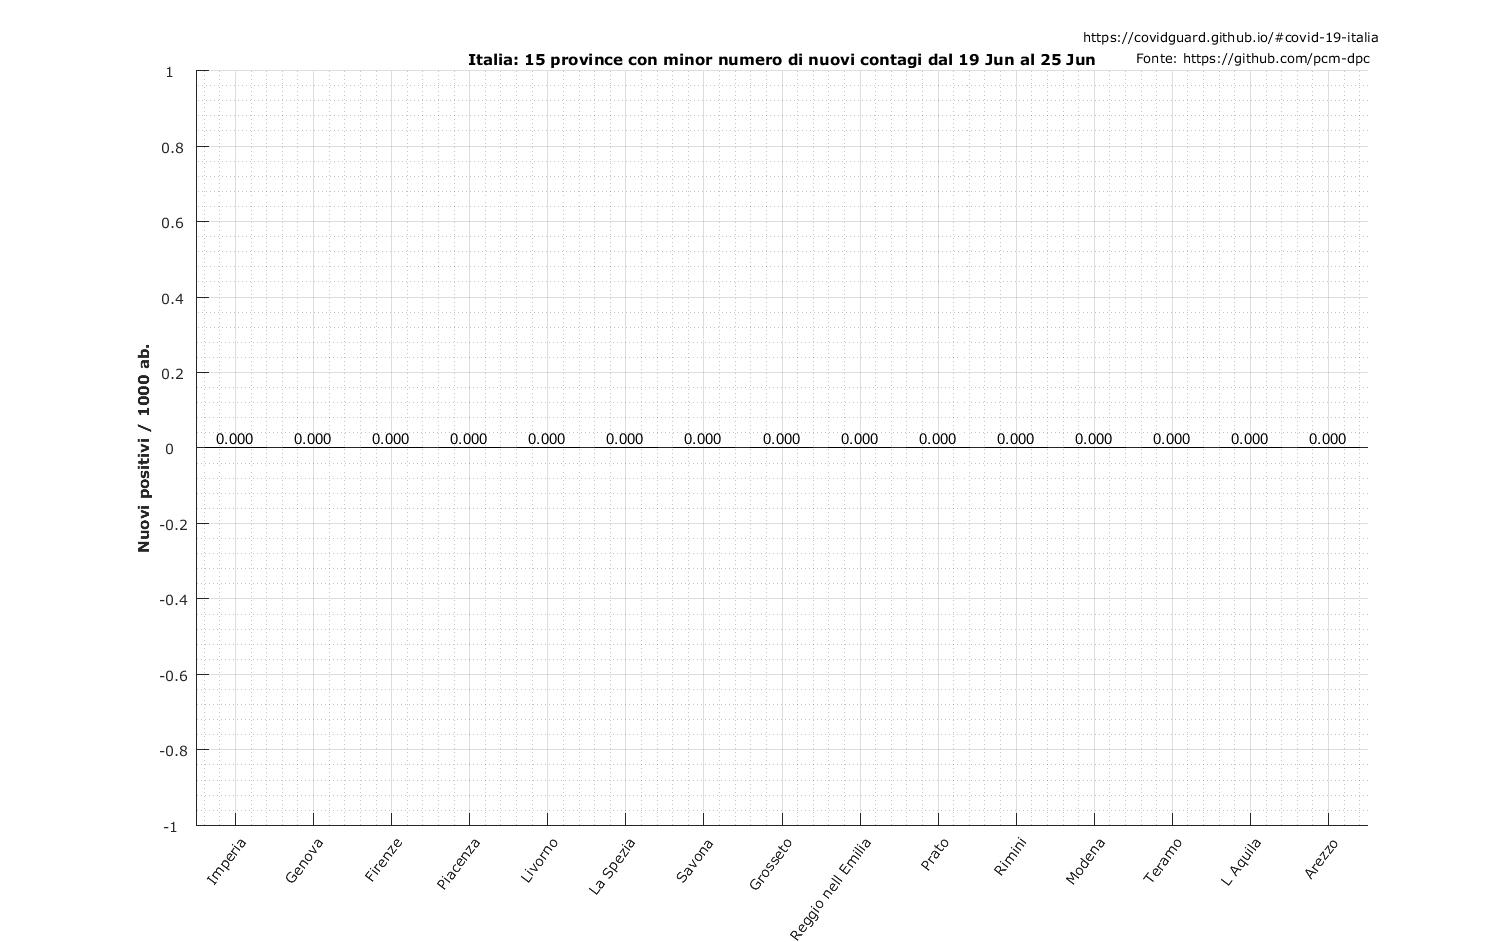 https://covidguard.github.io/#covid-19-italia
Italia: 15 province con minor numero di nuovi contagi dal 19 Jun al 25 Jun
Fonte: https://github.com/pcm-dpc
Nuovi positivi / 1000 ab.
1
0.8
0.6
0.4
0.2
0
-0.2
-0.4
-0.6
-0.8
-1
0.000 0.000 0.000 0.000 0.000 0.000 0.000 0.000 0.000 0.000 0.000 0.000 0.000 0.000 0.000
Imperia
Genova
Firenze
Piacenza
Livorno
La Spezia
Savona
Grosseto
Reggio nell Emilia
Prato
Rimini
Modena
Teramo
L Aquila
Arezzo